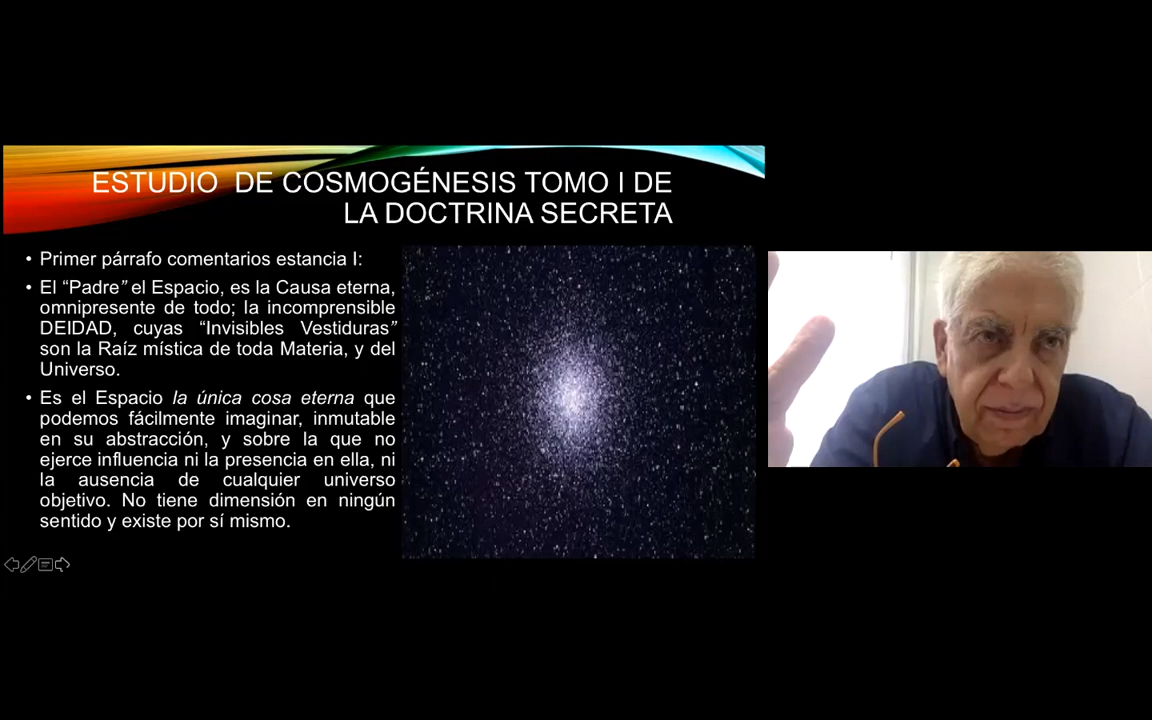 ESTUDIO DE COSMOGÉNESIS TOMO I DE
LA DOCTRINA SECRETA
• Primer párrafo comentarios estancia I:
• El “Padre” el Espacio, es la Causa eterna,
omnipresente de todo; la incomprensible
DEIDAD, cuyas “Invisibles Vestiduras”
son la Raíz mística de toda Materia, y del
Universo.
• Es el Espacio la única cosa eterna que
podemos fácilmente imaginar, inmutable
en su abstracción, y sobre la que no
ejerce influencia ni la presencia en ella, ni
la ausencia de cualquier universo
objetivo. No tiene dimensión en ningún
sentido y existe por sí mismo.